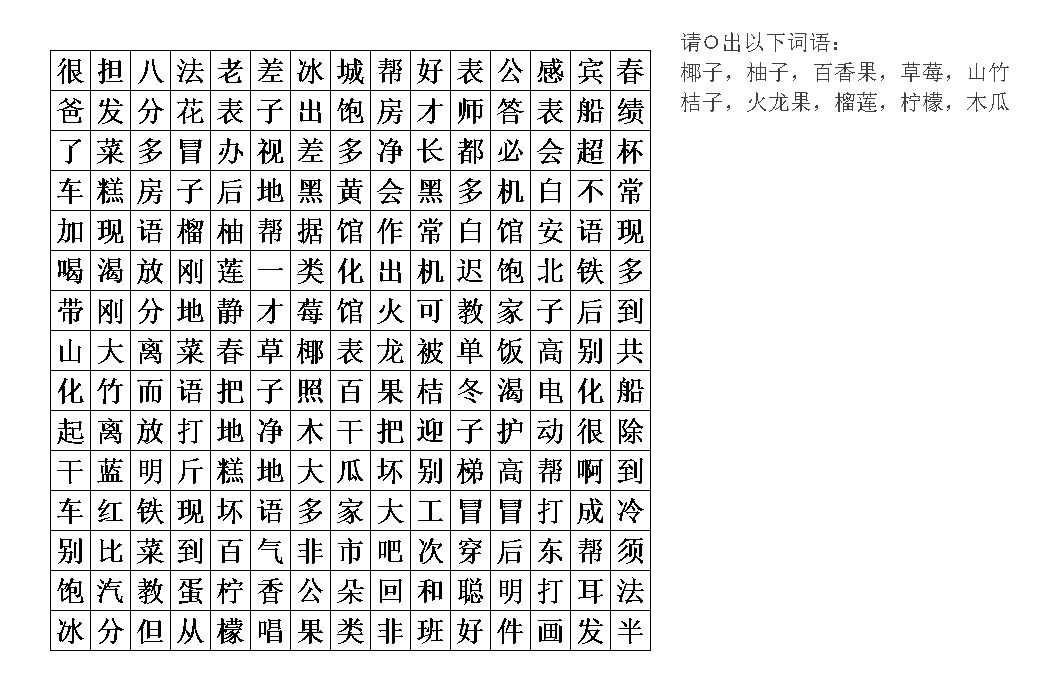 请○出以下词语:
椰子，柚子，百香果，草莓，山竹
桔子，火龙果，榴莲，柠檬，木瓜
很担八法老差冰城帮好表公感宾春
爸发分花表子出饱房才师答表船绩
了菜多冒办视差多净长都必会超杯
车糕房子后地黑黄会黑多机白不常
加现语榴柚帮据馆作常白馆安语现
喝渴放刚莲一类化出机迟饱北铁多
带刚分地静才莓馆火可教家子后到
山大离菜春草椰表龙被单饭高别共
化竹而语把子照百果桔冬渴电化船
起离放打地净木干把迎子护动很除
干蓝明斤糕地大瓜坏别梯高帮啊到
车红铁现坏语多家大工冒冒打成冷
别比菜到百气非市吧次穿后东帮须
饱汽教蛋柠香公朵回和聪明打耳法
冰分但从檬唱果类非班好件画发半